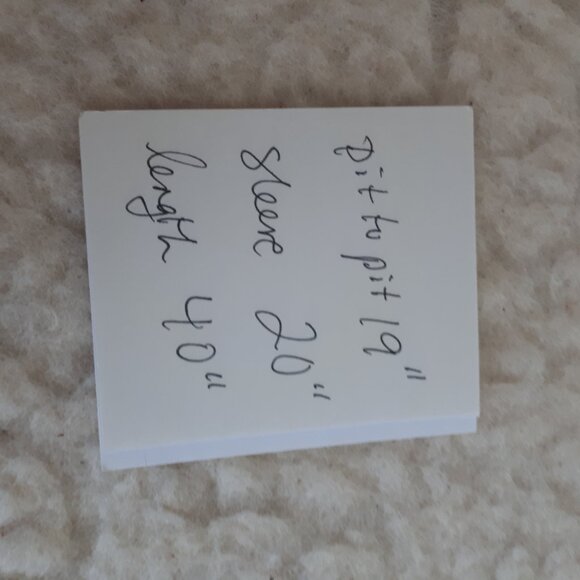 pit to pit 19"
sleeve 20"
length 40"